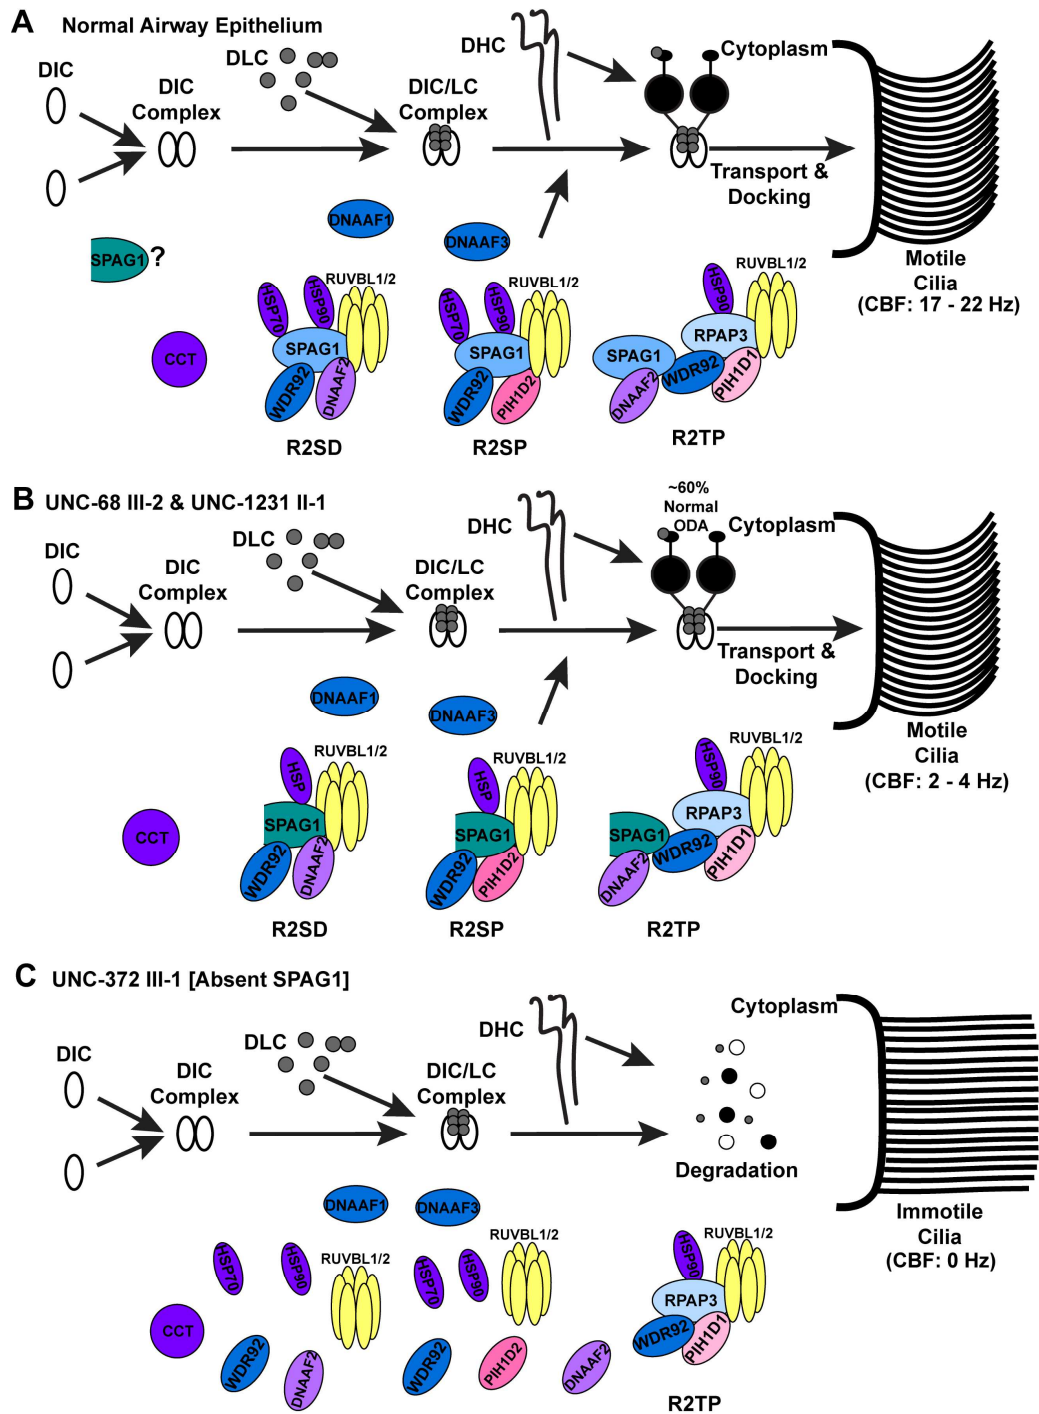 A Normal Airway Epithelium
DIC
DIC
Complex
DLC
DIC/LC
Complex
DHC
Cytoplasm
Transport &
Docking
Motile
Cilia
(CBF: 17 - 22 Hz)
DNAAF1
DNAAF3
SPAG1 ?
CCT
HSP70
HSP90
RUVBL1/2
SPAG1
WDR92
DNAAF2
R2SD
HSP70
HSP90
RUVBL1/2
SPAG1
WDR92
PIH1D2
R2SP
HSP90
RUVBL1/2
RPAP3
SPAG1
WDR92
PIH1D1
DNAAF2
R2TP
B UNC-68 III-2 & UNC-1231 II-1
DIC
DIC
Complex
DLC
DIC/LC
Complex
DHC
~60%
Normal
ODA
Cytoplasm
Transport &
Docking
Motile
Cilia
(CBF: 2 - 4 Hz)
DNAAF1
DNAAF3
CCT
HSP
RUVBL1/2
SPAG1
WDR92
DNAAF2
R2SD
HSP
RUVBL1/2
SPAG1
WDR92
PIH1D2
R2SP
HSP90
RUVBL1/2
RPAP3
SPAG1
WDR92
PIH1D1
DNAAF2
R2TP
C UNC-372 III-1 [Absent SPAG1]
DIC
DIC
Complex
DLC
DIC/LC
Complex
DHC
Cytoplasm
Degradation
Immotile
Cilia
(CBF: 0 Hz)
DNAAF1
DNAAF3
CCT
HSP70
HSP90
RUVBL1/2
WDR92
DNAAF2
HSP70
HSP90
RUVBL1/2
WDR92
PIH1D2
DNAAF2
HSP90
RUVBL1/2
RPAP3
WDR92
PIH1D1
R2TP